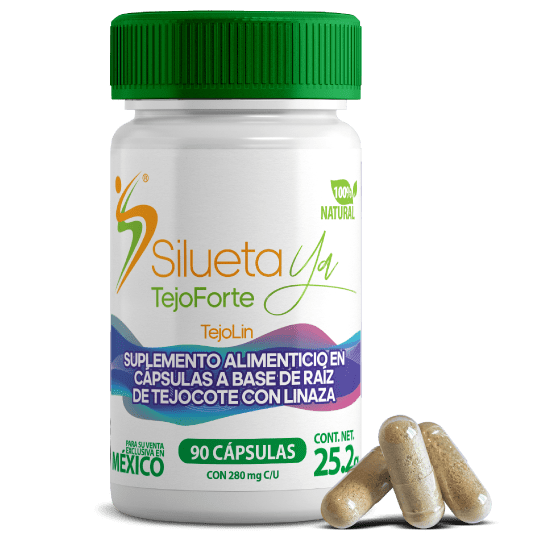 ®
100%
NATURAL
Silueta Ya
TejoForte
TejoLin
SUPLEMENTO ALIMENTICIO EN
CÁPSULAS A BASE DE RAÍZ
DE TEJOCOTE CON LINAZA
PARA SU VENTA
EXCLUSIVA EN
MÉXICO
90 CÁPSULAS
CON 280 mg C/U
CONT. NET.
25.2g